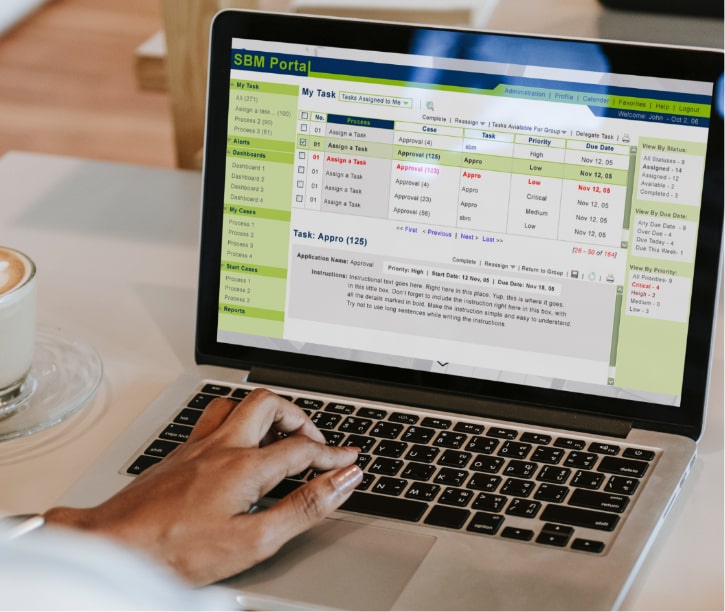 SBM Portal
Administration | Profile | Calender | Favorites | Help | Logout
Welcome: John - Oct 2, 06
My Task
All (271)
Assign a task... (100)
Process 2 (90)
Process 3 (81)
Alerts
Dashboards
Dashboard 1
Dashboard 2
Dashboard 3
Dashboard 4
My Cases
Process 1
Process 2
Process 3
Process 4
Start Cases
Process 1
Process 2
Process 3
Reports
My Task Tasks Assigned to Me
Complete | Reassign | Tasks Available For Group | Delegate Task |
No. Process Case Task Priority Due Date
01 Assign a Task Approval (4) sbm High Nov 12, 05
01 Assign a Task Approval (125) Appro Low Nov 12, 05
01 Assign a Task Approval (123) Appro Low Nov 12, 05
01 Assign a Task Approval (4) Appro Critical Nov 12, 05
01 Assign a Task Approval (23) Appro Medium Nov 12, 05
01 Assign a Task Approval (56) sbm Low Nov 12, 05
<< First < Previous | Next > Last >>
[26 - 50 of 164]
Task: Appro (125)
Complete | Reassign | Return to Group |
Application Name: Approval
Priority: High | Start Date: 12 Nov, 05 | Due Date: Nov 18, 05
Instructions: Instructional text goes here. Right here in this place. Yup, this is where it goes.
in this little box. Don't forget to include the instruction right here in this box, with
all the details marked in bold. Make the instruction simple and easy to understand.
Try not to use long sentences while writing the instructions.
View By Status:
All Statuses - 9
Assigned - 14
Assigned - 12
Available - 2
Completed - 3
View By Due Date:
Any Due Date - 9
Over Due - 4
Due Today - 4
Due This Week- 1
View By Priority:
All Priorities- 9
Critical - 4
Heigh - 2
Medium - 0
Low - 3
delete
return
shift
option